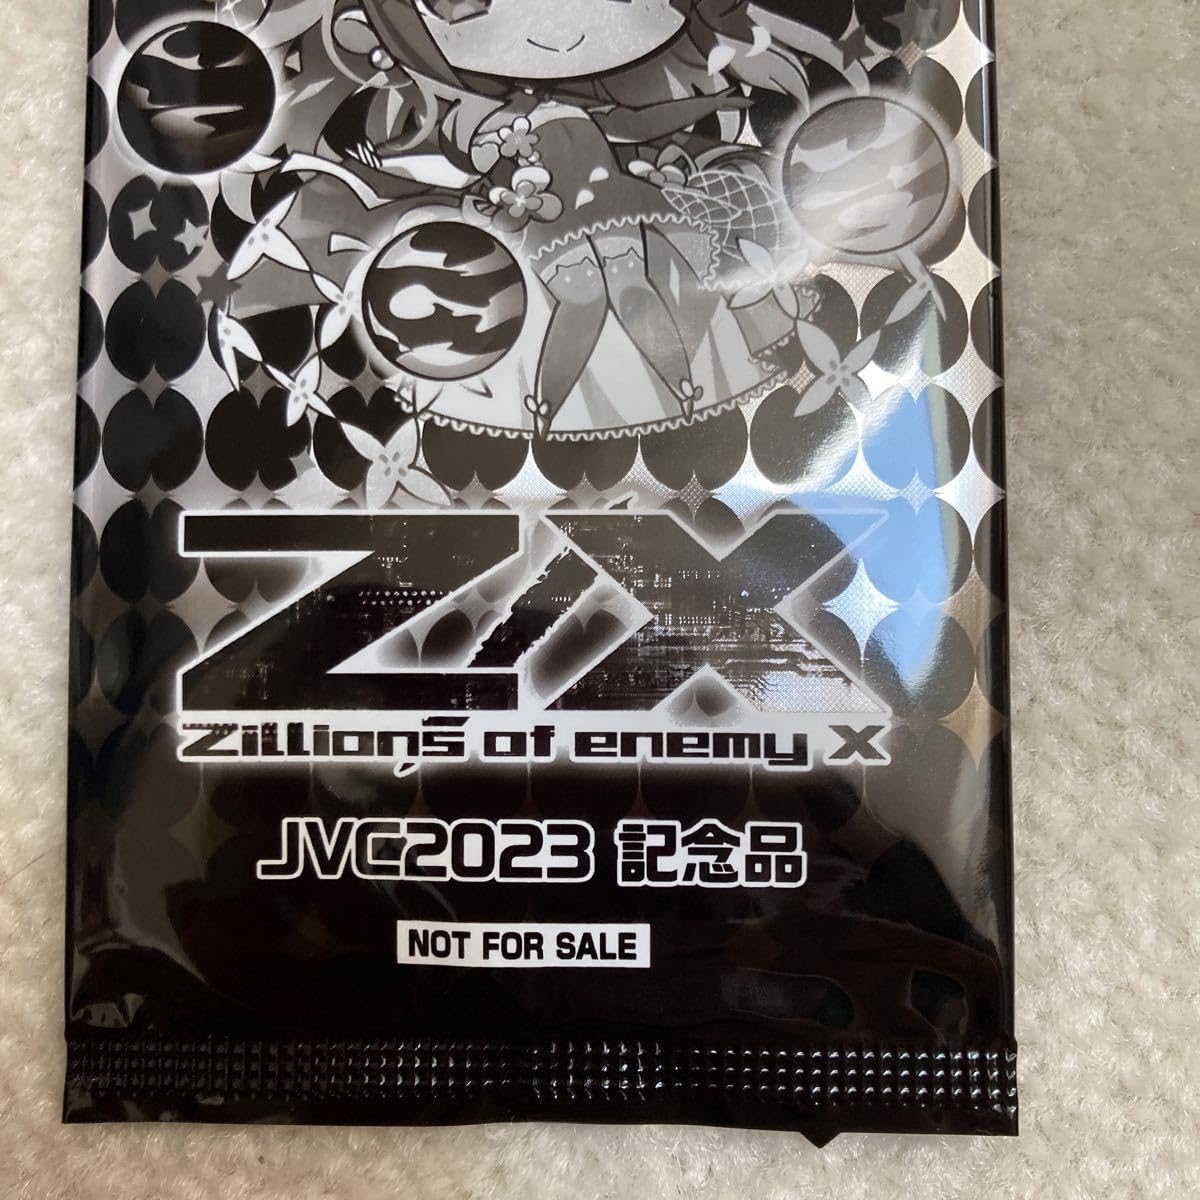 Z/X
Zillions of enemy X
JVC2023 記念品
NOT FOR SALE